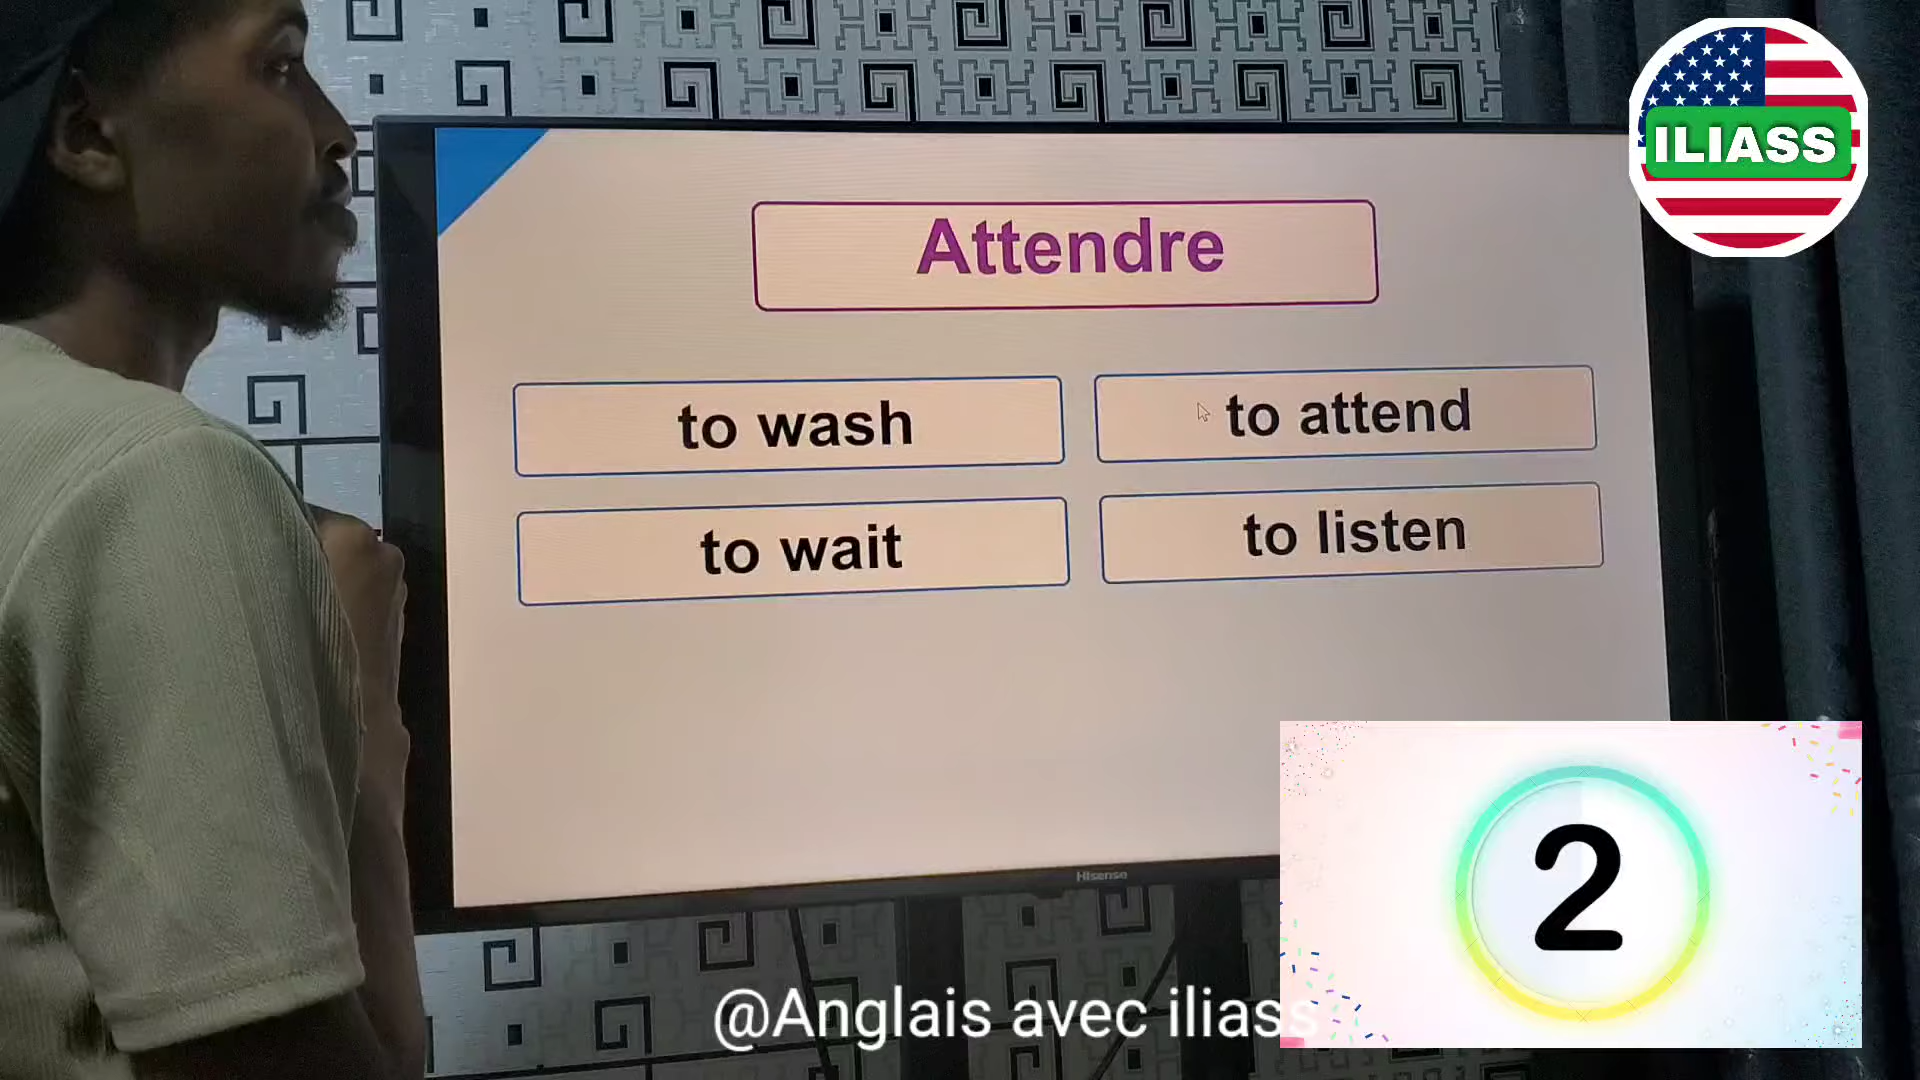 ILIASS
Attendre
to wash
to attend
to wait
to listen
Hisense
2
@Anglais avec iliass